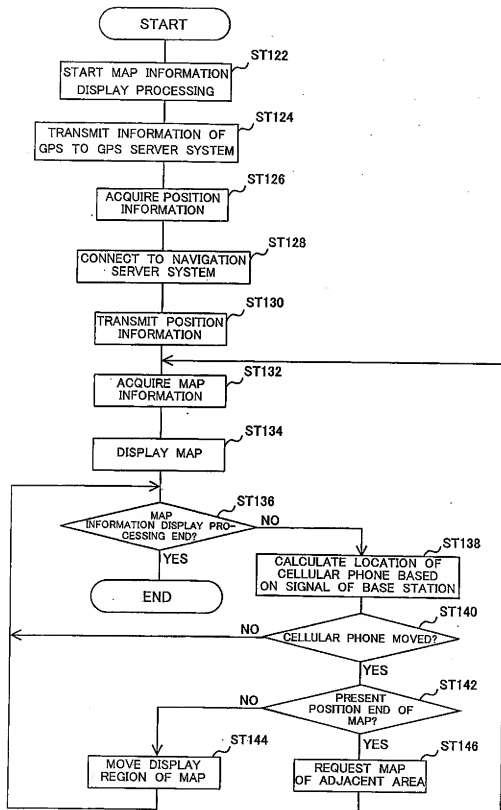 START
ST122
START MAP INFORMATION
DISPLAY PROCESSING
ST124
TRANSMIT INFORMATION OF
GPS TO GPS SERVER SYSTEM
ST126
ACQUIRE POSITION
INFORMATION
ST128
CONNECT TO NAVIGATION
SERVER SYSTEM
ST130
TRANSMIT POSITION
INFORMATION
ST132
ACQUIRE MAP
INFORMATION
ST134
DISPLAY MAP
ST136
MAP
INFORMATION DISPLAY PRO-
CESSING END?
NO
YES
END
ST138
CALCULATE LOCATION OF
CELLULAR PHONE BASED
ON SIGNAL OF BASE STATION
ST140
NO
CELLULAR PHONE MOVED?
YES
ST142
NO
PRESENT
POSITION END OF
MAP?
YES
ST144
MOVE DISPLAY
REGION OF MAP
ST146
REQUEST MAP
OF ADJACENT AREA